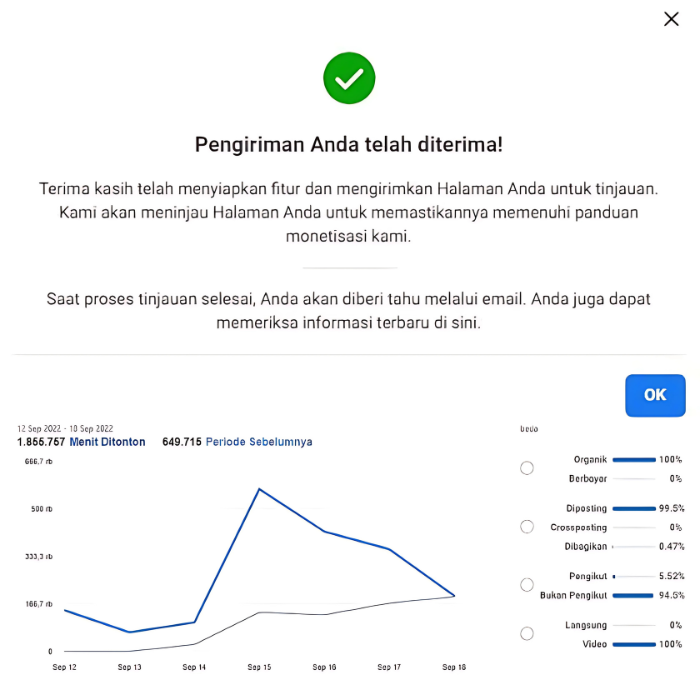 Pengiriman Anda telah diterima!
Terima kasih telah menyiapkan fitur dan mengirimkan Halaman Anda untuk tinjauan.
Kami akan meninjau Halaman Anda untuk memastikannya memenuhi panduan
monetisasi kami.
Saat proses tinjauan selesai, Anda akan diberi tahu melalui email. Anda juga dapat
memeriksa informasi terbaru di sini.
OK
12 Sep 2022 - 18 Sep 2022
1.855.757 Menit Ditonton 649.715 Periode Sebelumnya
666,7 rb
500 rb
333,3 rb
166,7 rb
0
Sep 12 Sep 13 Sep 14 Sep 15 Sep 16 Sep 17 Sep 18
beda
Organik 100%
Berbayar 0%
Diposting 99.5%
Crossposting 0%
Dibagikan 0.47%
Pengikut 5.52%
Bukan Pengikut 94.5%
Langsung 0%
Video 100%